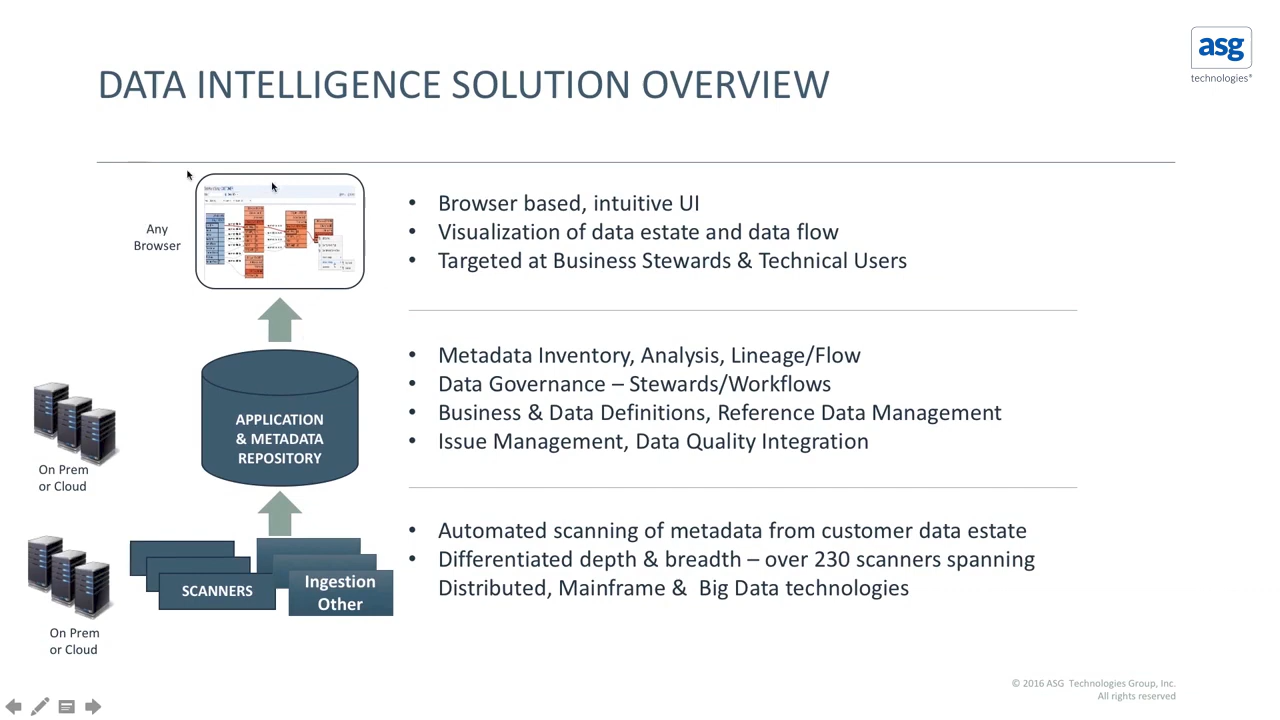 asg
technologies®
DATA INTELLIGENCE SOLUTION OVERVIEW
Any
Browser
• Browser based, intuitive UI
• Visualization of data estate and data flow
• Targeted at Business Stewards & Technical Users
APPLICATION
& METADATA
REPOSITORY
On Prem
or Cloud
• Metadata Inventory, Analysis, Lineage/Flow
• Data Governance – Stewards/Workflows
• Business & Data Definitions, Reference Data Management
• Issue Management, Data Quality Integration
SCANNERS
Ingestion
Other
On Prem
or Cloud
• Automated scanning of metadata from customer data estate
• Differentiated depth & breadth – over 230 scanners spanning
Distributed, Mainframe & Big Data technologies
© 2016 ASG Technologies Group, Inc.
All rights reserved